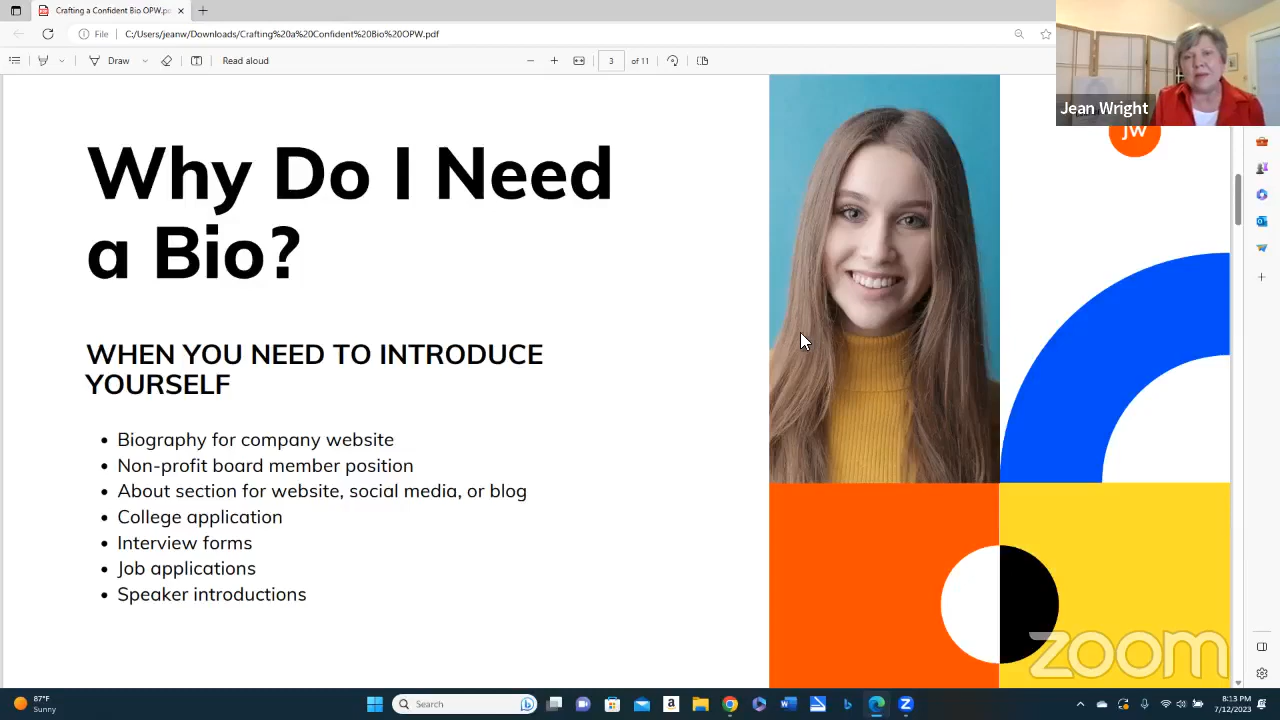 Crafting a Confident Bio OPW.p
File
C:/Users/jeanw/Downloads/Crafting%20a%20Confident%20Bio%20OPW.pdf
Draw
Read aloud
3
of 11
Jean Wright
JW
Why Do I Need
a Bio?
WHEN YOU NEED TO INTRODUCE
YOURSELF
• Biography for company website
• Non-profit board member position
• About section for website, social media, or blog
• College application
• Interview forms
• Job applications
• Speaker introductions
zoom
87°F
Sunny
Search
8:13 PM
7/12/2023